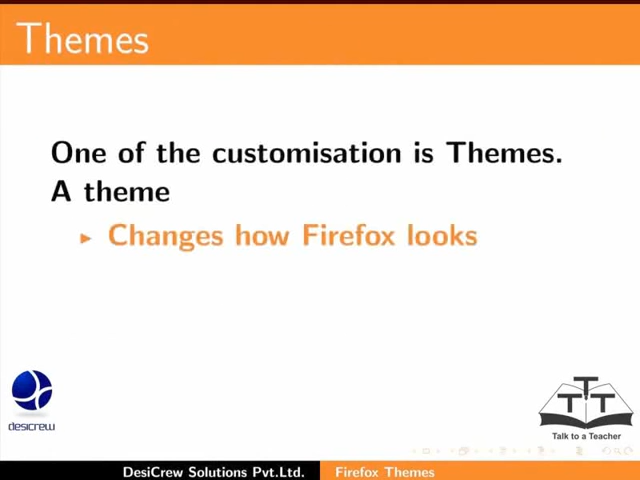 Themes
One of the customisation is Themes.
A theme
Changes how Firefox looks
desicrew
TTT
Talk to a Teacher
DesiCrew Solutions Pvt.Ltd.
Firefox Themes